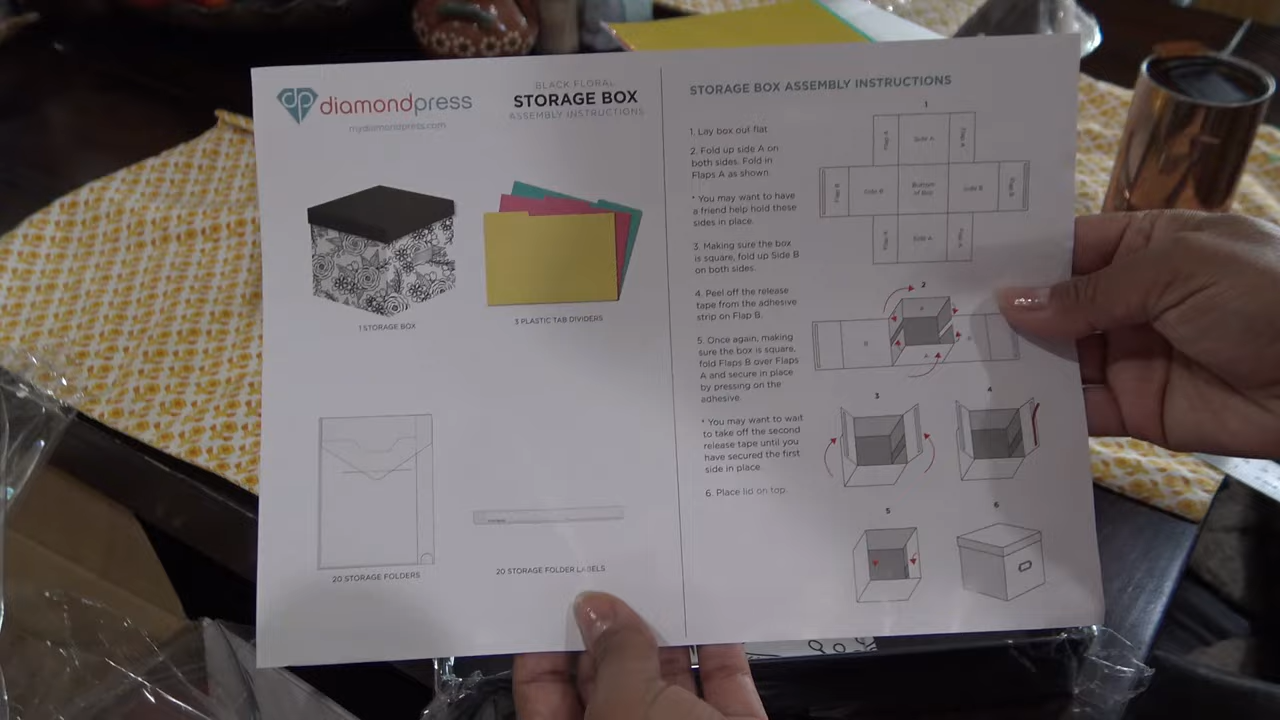 diamondpress
mydiamondpress.com
BLACK FLORAL
STORAGE BOX
ASSEMBLY INSTRUCTIONS
1 STORAGE BOX
3 PLASTIC TAB DIVIDERS
20 STORAGE FOLDERS
20 STORAGE FOLDER LABELS
STORAGE BOX ASSEMBLY INSTRUCTIONS
1. Lay box out flat
2. Fold up side A on
both sides. Fold in
Flaps A as shown.
* You may want to have
a friend help hold these
sides in place.
3. Making sure the box
is square, fold up Side B
on both sides.
4. Peel off the release
tape from the adhesive
strip on Flap B.
5. Once again, making
sure the box is square,
fold Flaps B over Flaps
A and secure in place
by pressing on the
adhesive.
* You may want to wait
to take off the second
release tape until you
have secured the first
side in place.
6. Place lid on top.
1
Flap A
Side A
Flap A
Flap B
Side B
Bottom
of Box
Side B
Flap B
Flap A
Side A
Flap A
2
3
4
5
6